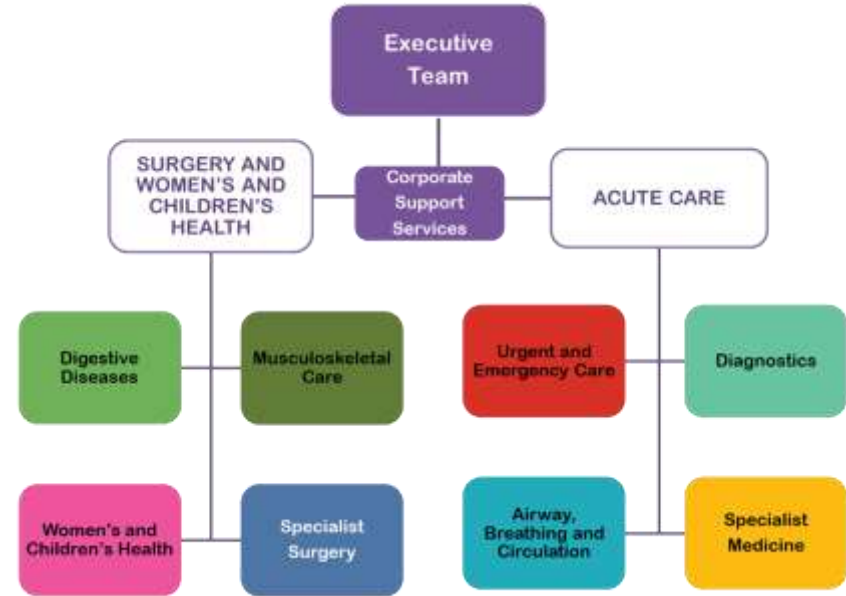 Executive
Team
SURGERY AND
WOMEN'S AND
CHILDREN'S
HEALTH
Corporate
Support
Services
ACUTE CARE
Digestive
Diseases
Musculoskeletal
Care
Urgent and
Emergency Care
Diagnostics
Women's and
Children's Health
Specialist
Surgery
Airway,
Breathing and
Circulation
Specialist
Medicine